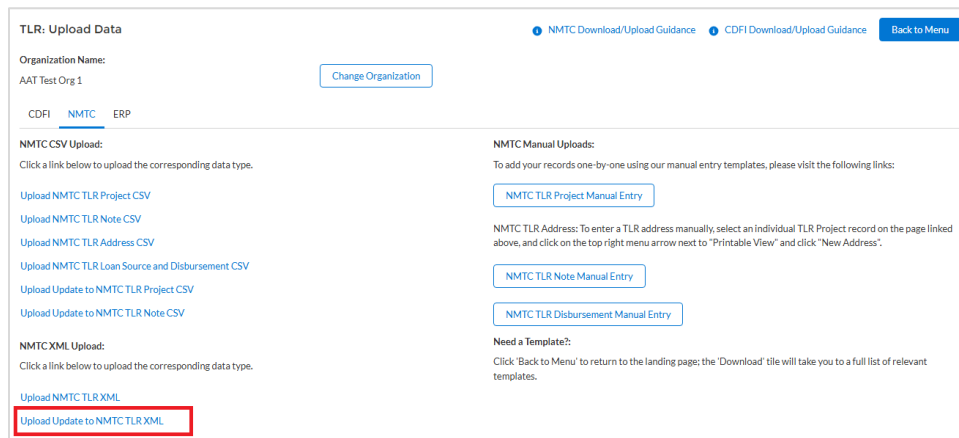 TLR: Upload Data
NMTC Download/Upload Guidance
CDFI Download/Upload Guidance
Back to Menu
Organization Name:
AAT Test Org 1
Change Organization
CDFI NMTC ERP
NMTC CSV Upload:
Click a link below to upload the corresponding data type.
Upload NMTC TLR Project CSV
Upload NMTC TLR Note CSV
Upload NMTC TLR Address CSV
Upload NMTC TLR Loan Source and Disbursement CSV
Upload Update to NMTC TLR Project CSV
Upload Update to NMTC TLR Note CSV
NMTC XML Upload:
Click a link below to upload the corresponding data type.
Upload NMTC TLR XML
Upload Update to NMTC TLR XML
NMTC Manual Uploads:
To add your records one-by-one using our manual entry templates, please visit the following links:
NMTC TLR Project Manual Entry
NMTC TLR Address: To enter a TLR address manually, select an individual TLR Project record on the page linked
above, and click on the top right menu arrow next to "Printable View" and click "New Address".
NMTC TLR Note Manual Entry
NMTC TLR Disbursement Manual Entry
Need a Template?:
Click 'Back to Menu' to return to the landing page; the 'Download' tile will take you to a full list of relevant
templates.